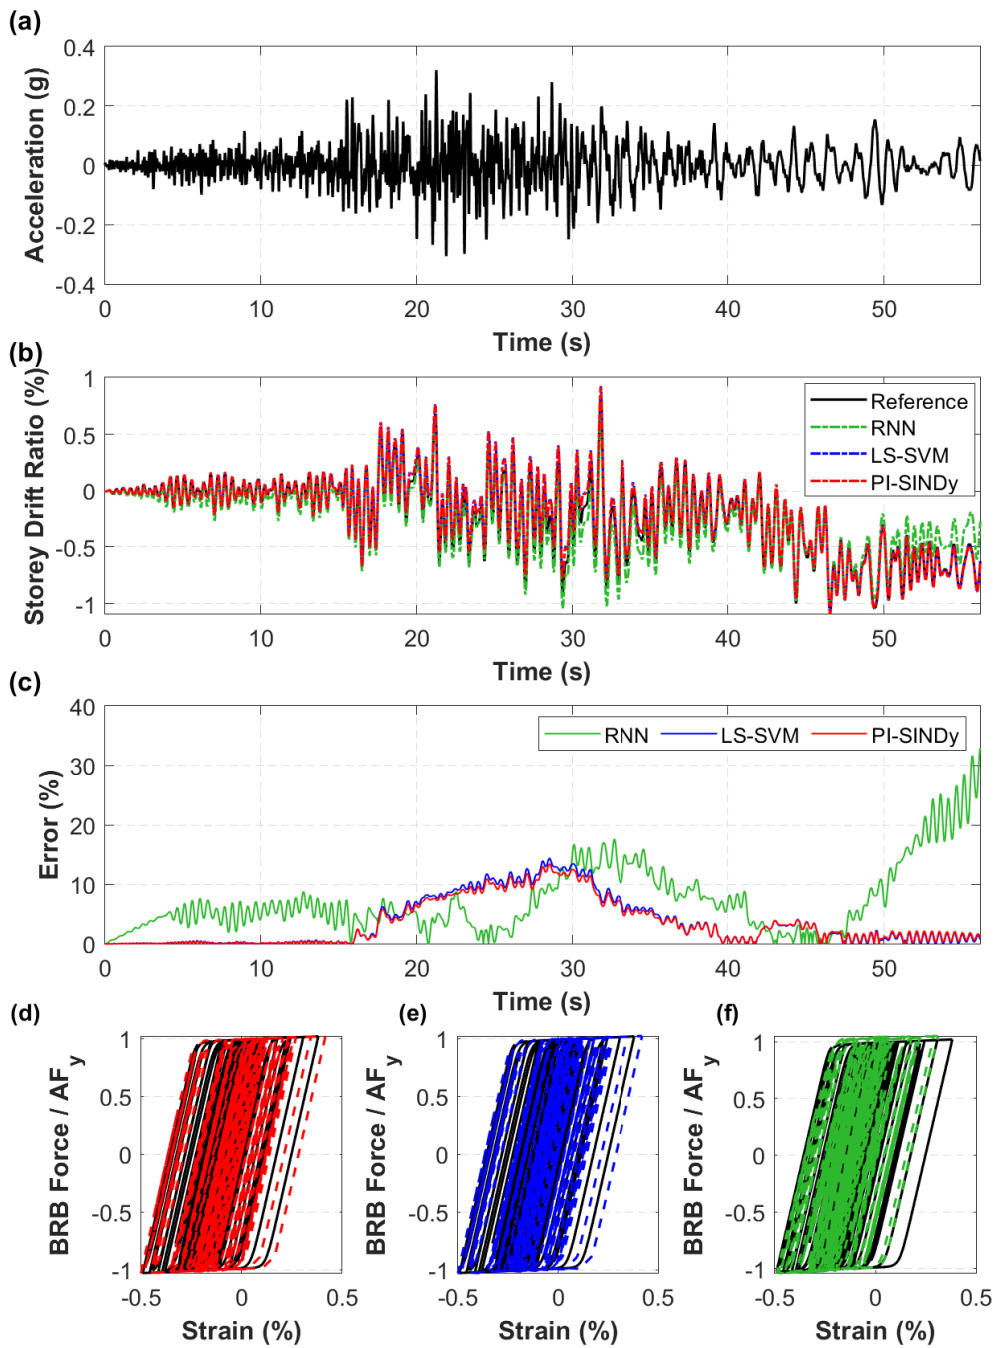 (a)
Acceleration (g)
0.4
0.2
0
-0.2
-0.4
0 10 20 30 40 50
Time (s)
(b)
Storey Drift Ratio (%)
1
0.5
0
-0.5
-1
Reference
RNN
LS-SVM
PI-SINDy
0 10 20 30 40 50
Time (s)
(c)
Error (%)
40
30
20
10
0
RNN LS-SVM PI-SINDy
0 10 20 30 40 50
Time (s)
(d)
BRB Force / AFy
1
0.5
0
-0.5
-1
-0.5 0 0.5
Strain (%)
(e)
BRB Force / AFy
1
0.5
0
-0.5
-1
-0.5 0 0.5
Strain (%)
(f)
BRB Force / AFy
1
0.5
0
-0.5
-1
-0.5 0 0.5
Strain (%)